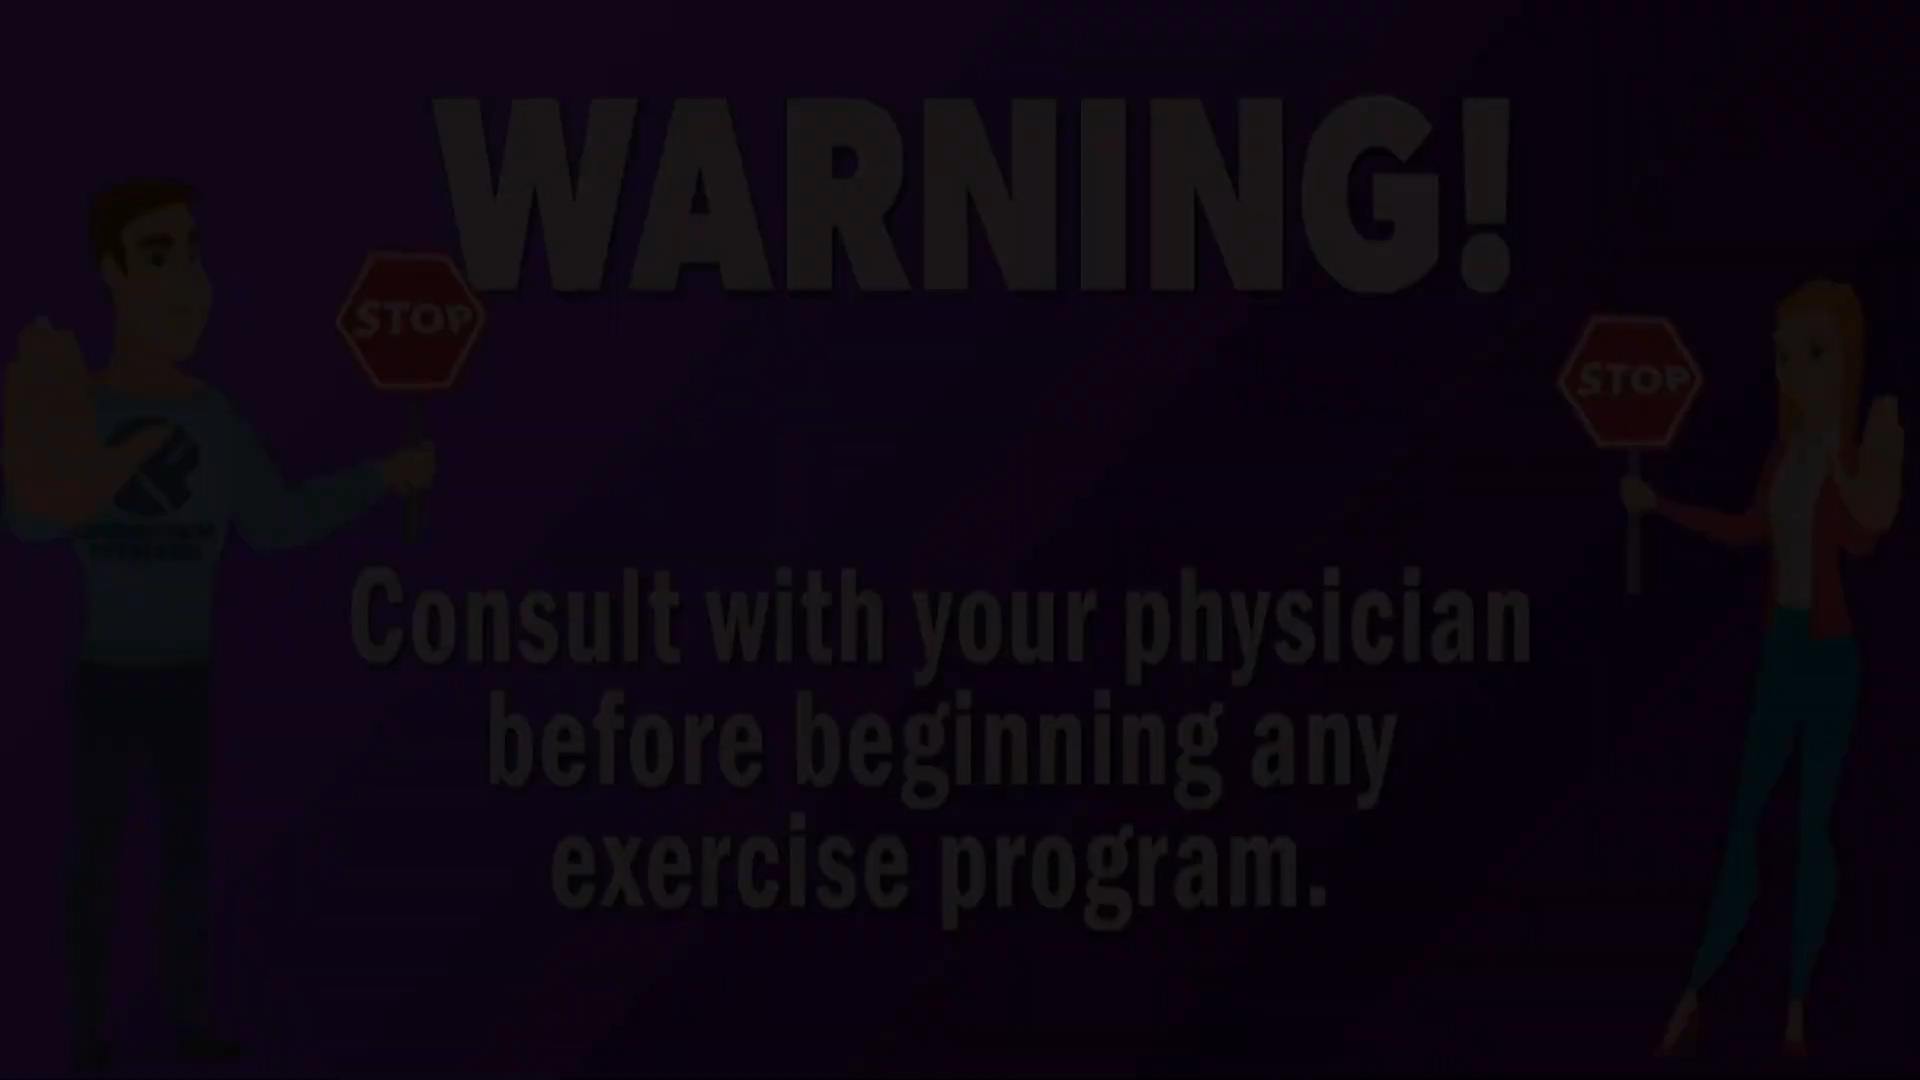 WARNING!
STOP
STOP
Consult with your physician
before beginning any
exercise program.